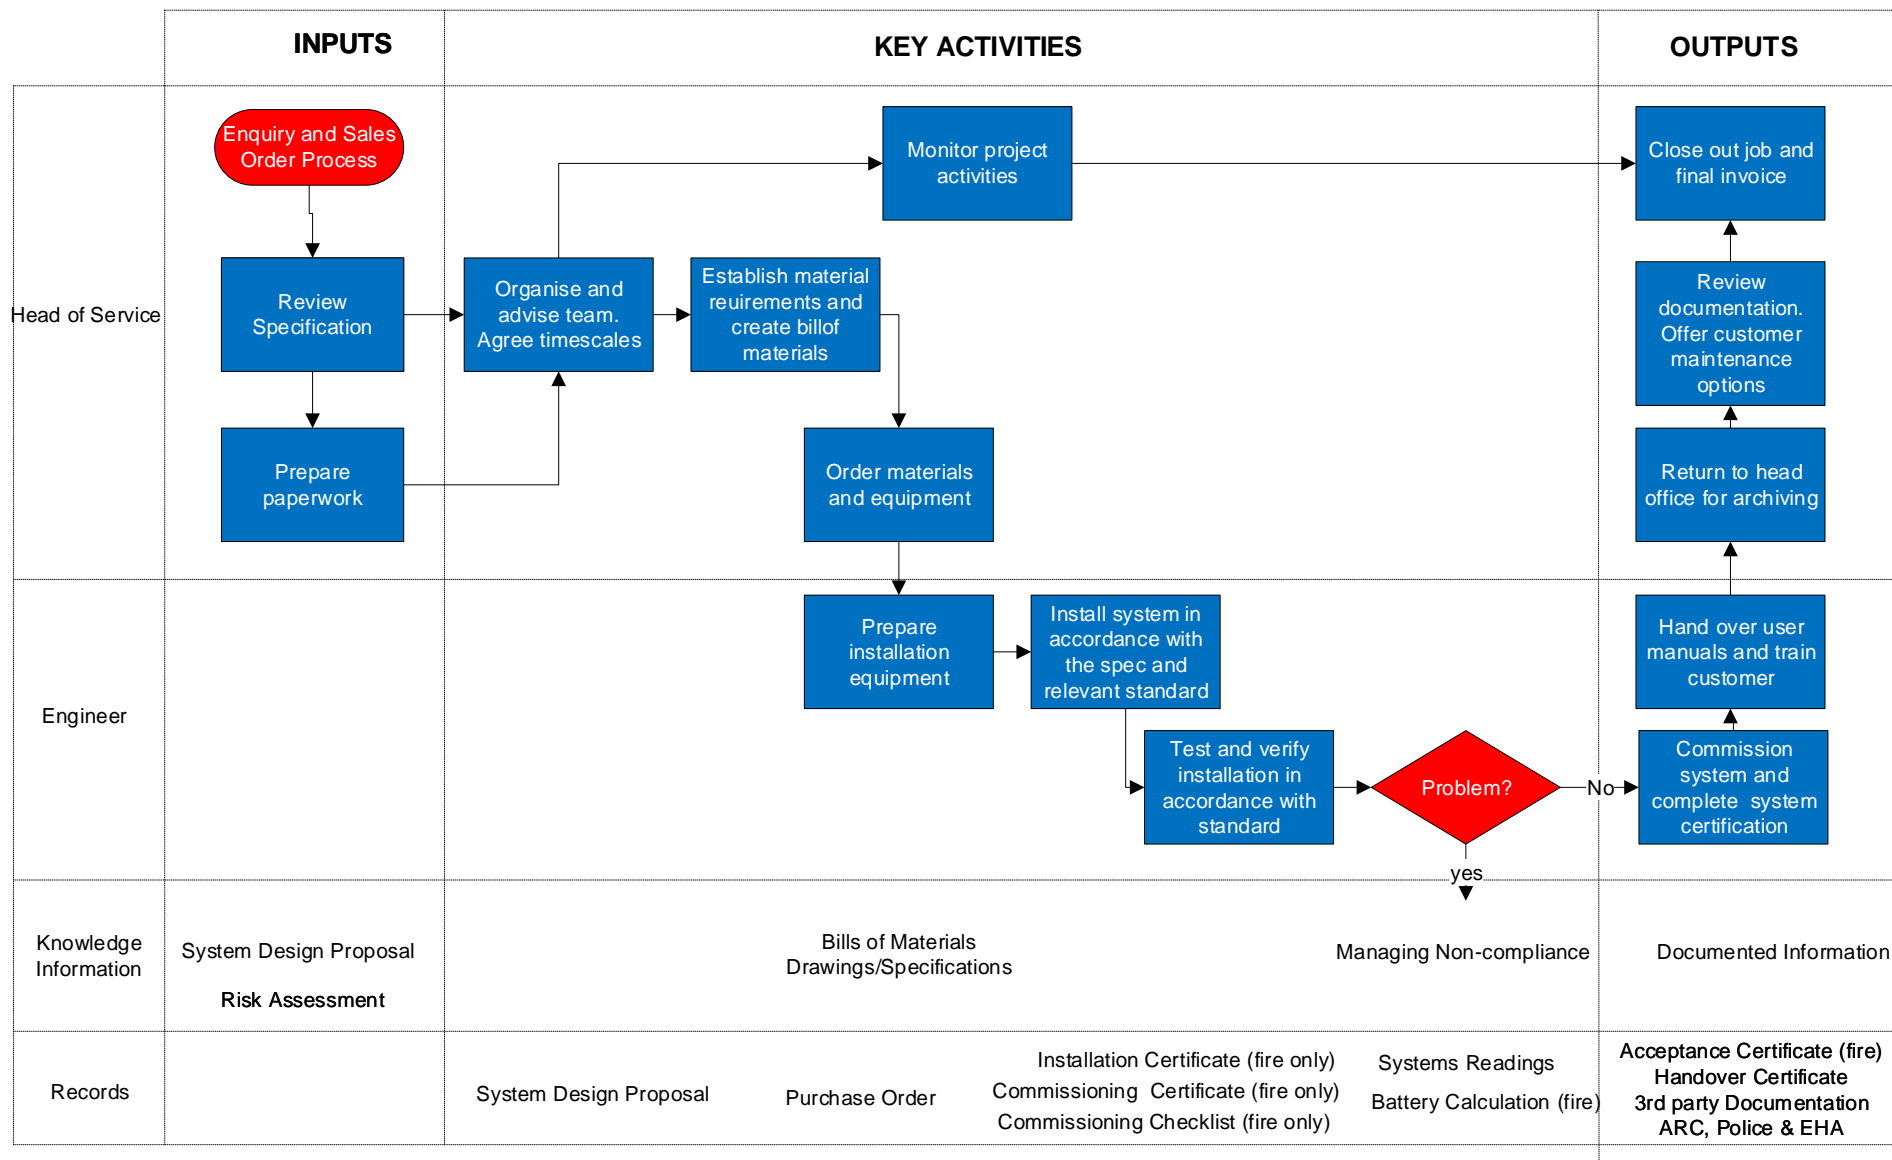 INPUTS
KEY ACTIVITIES
OUTPUTS
Head of Service
Enquiry and Sales
Order Process
Monitor project
activities
Close out job and
final invoice
Review
Specification
Organise and
advise team.
Agree timescales
Establish material
reuirements and
create billof
materials
Review
documentation.
Offer customer
maintenance
options
Prepare
paperwork
Order materials
and equipment
Return to head
office for archiving
Engineer
Prepare
installation
equipment
Install system in
accordance with
the spec and
relevant standard
Hand over user
manuals and train
customer
Test and verify
installation in
accordance with
standard
Problem?
No
Commission
system and
complete  system
certification
yes
Knowledge
Information
System Design Proposal
Risk Assessment
Bills of Materials
Drawings/Specifications
Managing Non-compliance
Documented Information
Records
System Design Proposal
Purchase Order
Installation Certificate (fire only)
Commissioning  Certificate (fire only)
Commissioning Checklist (fire only)
Systems Readings
Battery Calculation (fire)
Acceptance Certificate (fire)
Handover Certificate
3rd party Documentation
ARC, Police & EHA